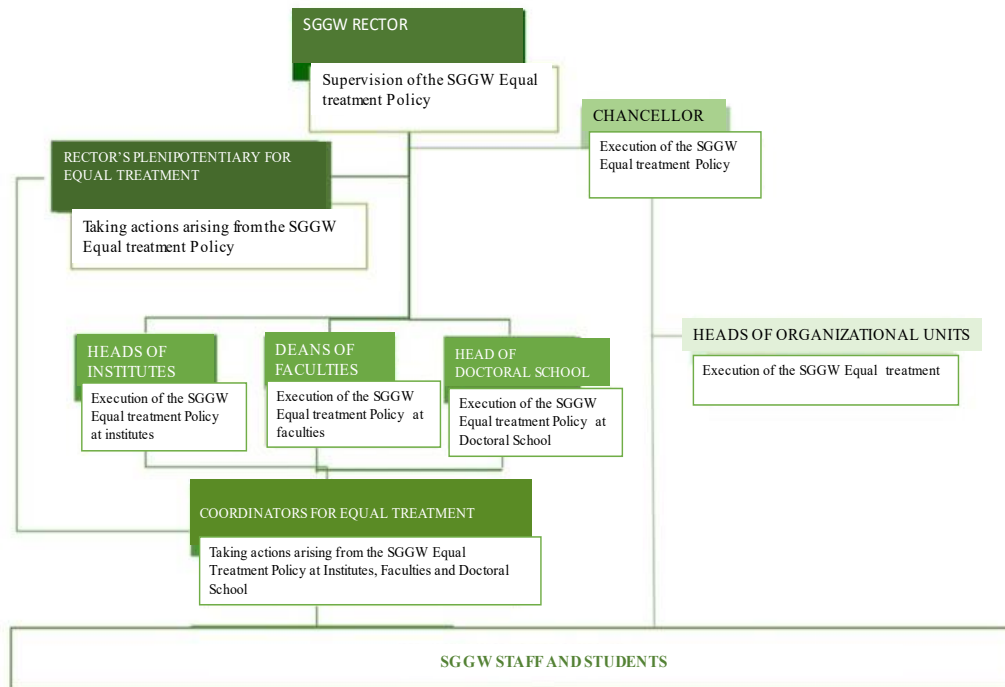 SGGW RECTOR
Supervision of the SGGW Equal
treatment Policy
CHANCELLOR
Execution of the SGGW
Equal treatment Policy
RECTOR'S PLENIPOTENTIARY FOR
EQUAL TREATMENT
Taking actions arising from the SGGW
Equal treatment Policy
HEADS OF
INSTITUTES
Execution of the SGGW
Equal treatment Policy
at institutes
DEANS OF
FACULTIES
Execution of the SGGW
Equal treatment Policy at
faculties
HEAD OF
DOCTORAL SCHOOL
Execution of the SGGW
Equal treatment Policy at
Doctoral School
HEADS OF ORGANIZATIONAL UNITS
Execution of the SGGW Equal treatment
COORDINATORS FOR EQUAL TREATMENT
Taking actions arising from the SGGW Equal
Treatment Policy at Institutes, Faculties and Doctoral
School
SGGW STAFF AND STUDENTS